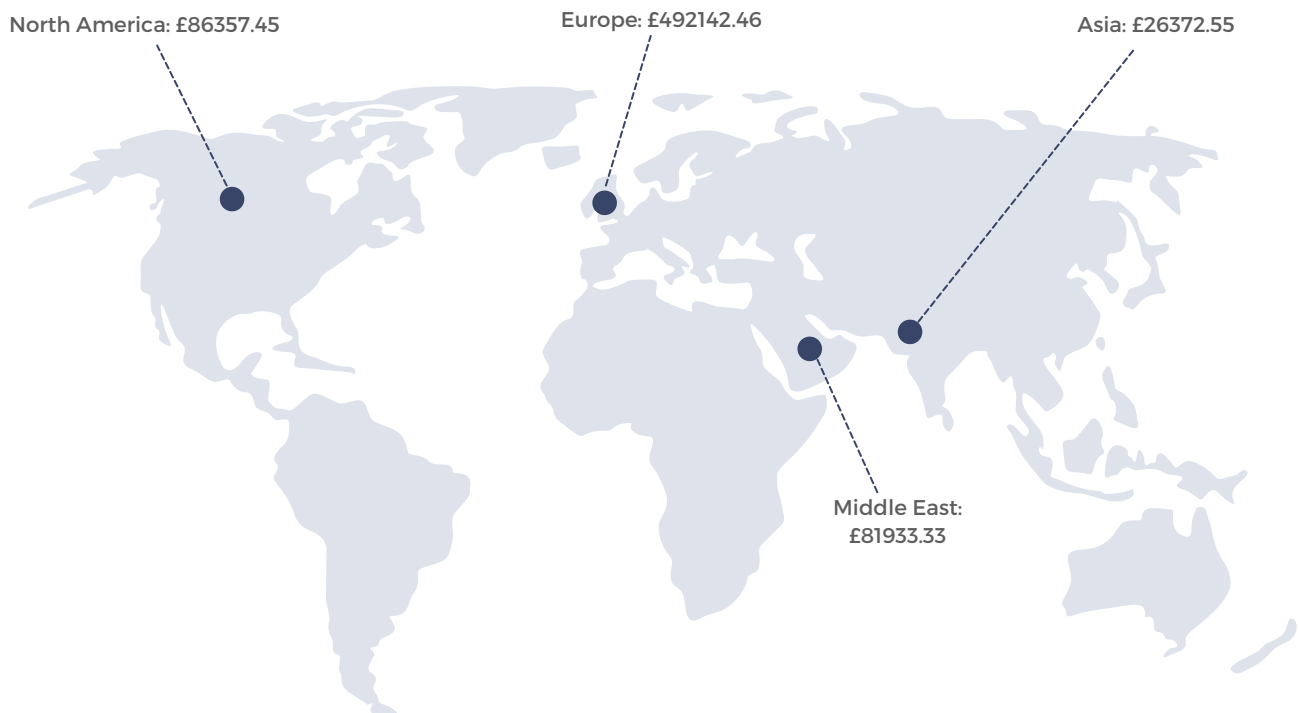 North America: £86357.45
Europe: £492142.46
Asia: £26372.55
Middle East:
£81933.33